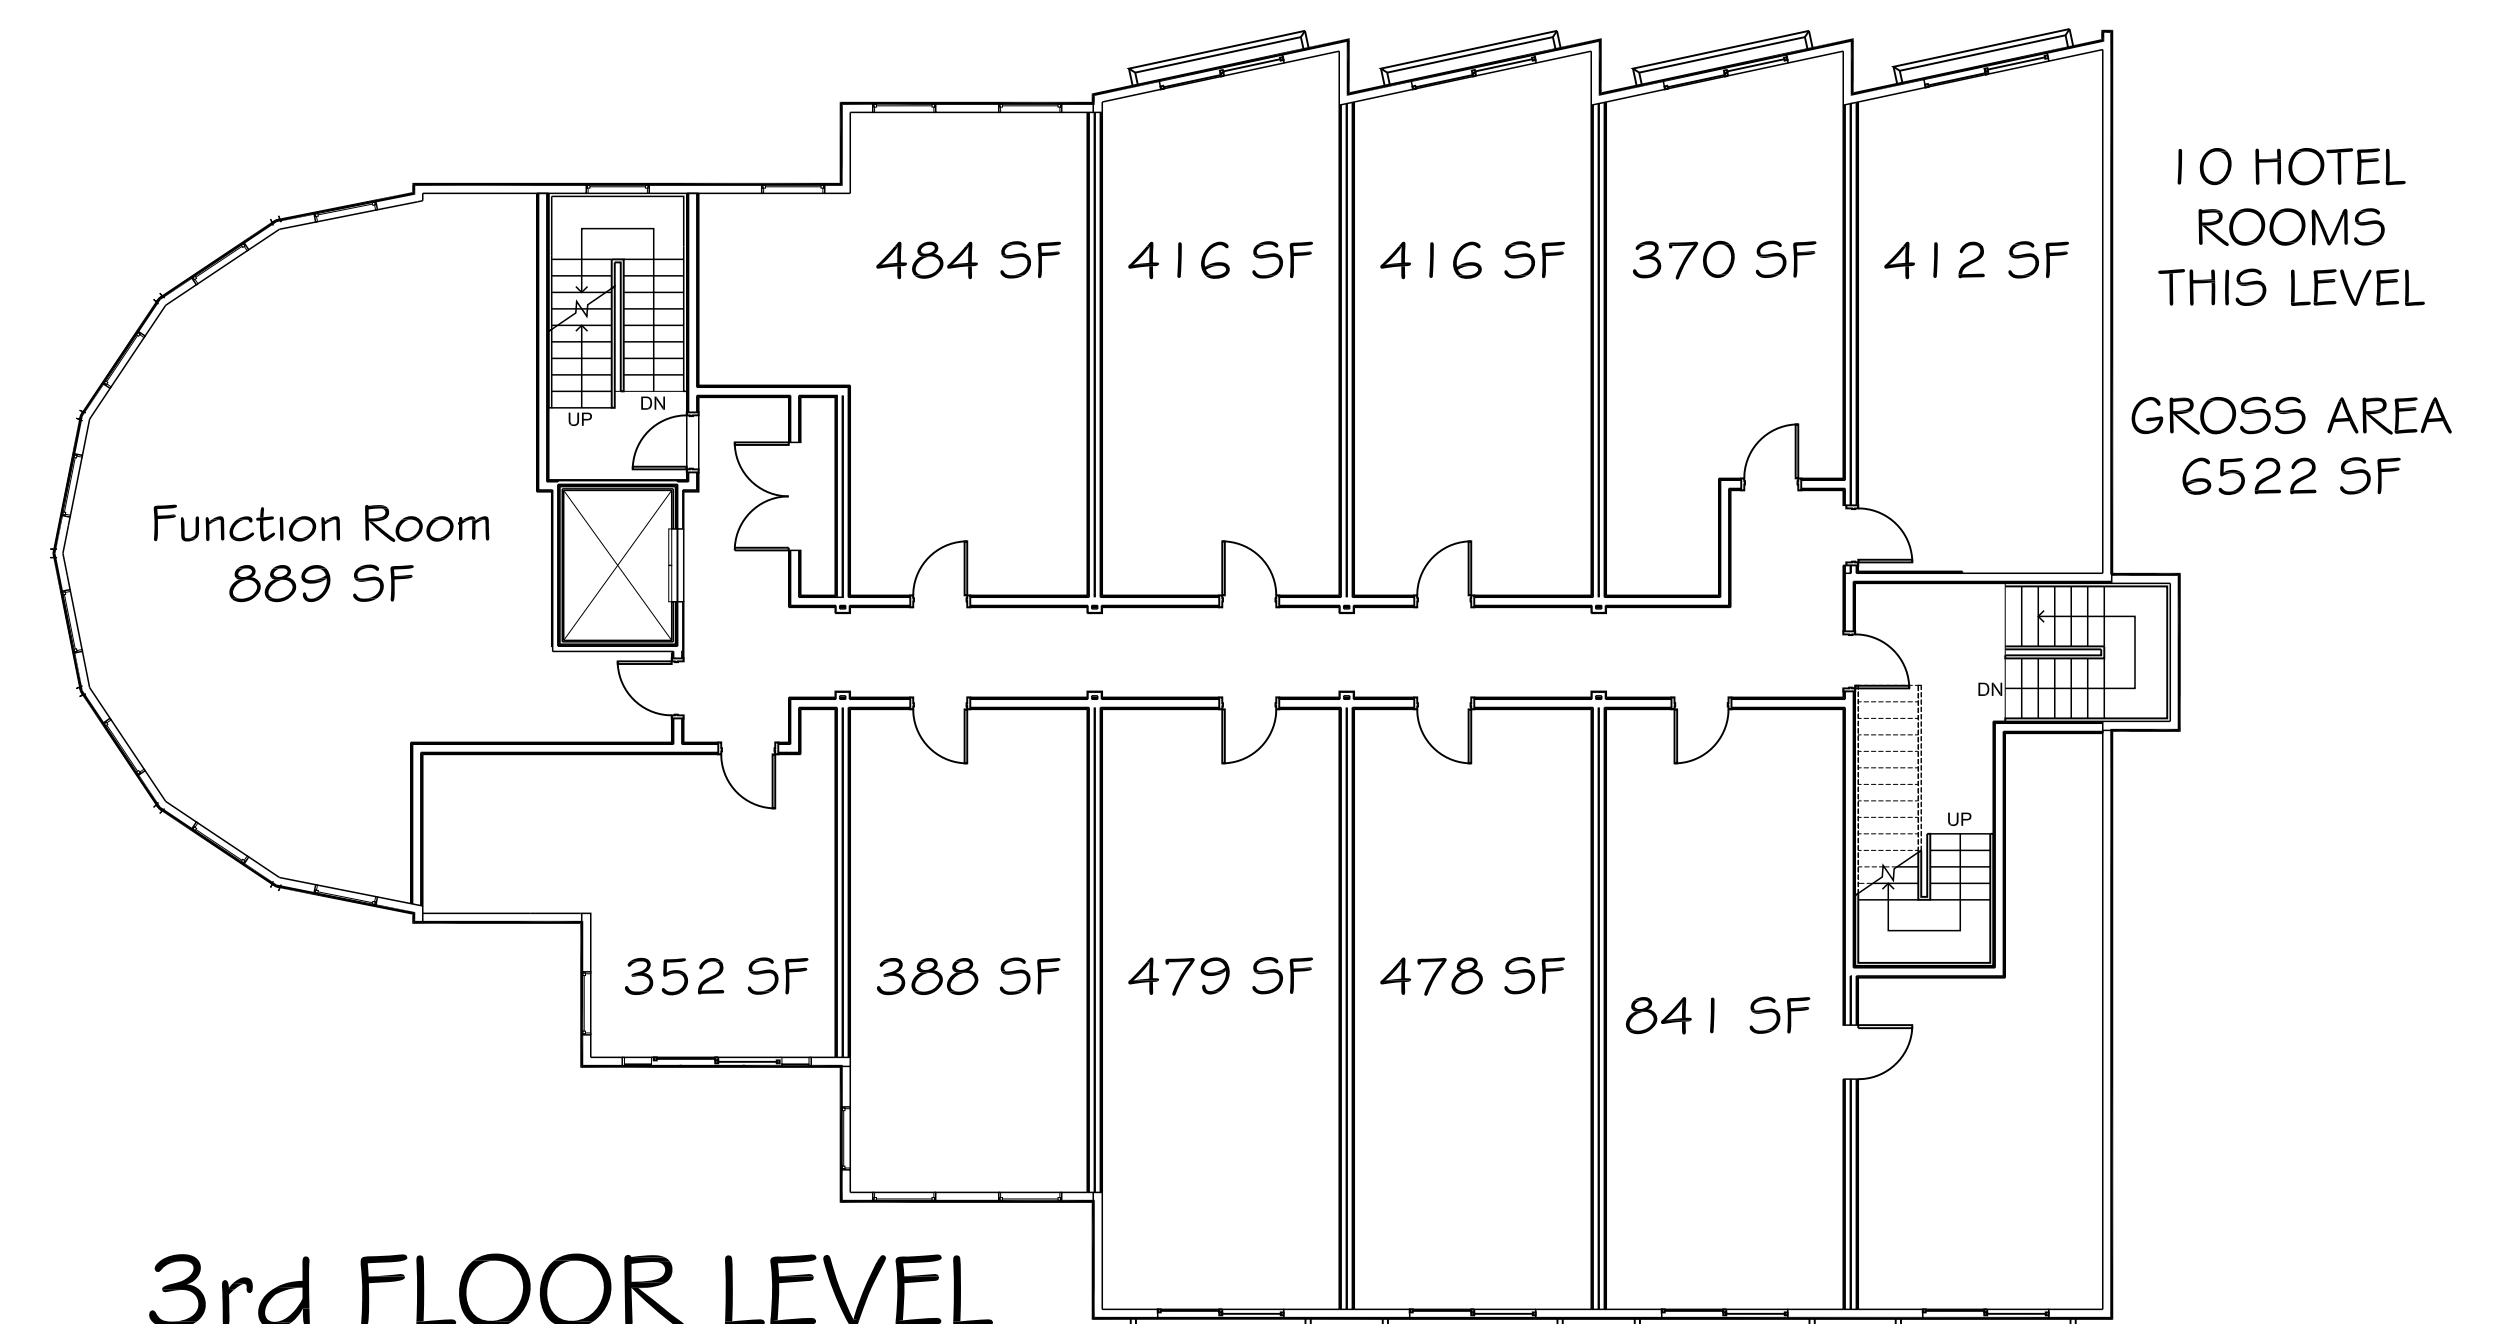 10 HOTEL
ROOMS
THIS LEVEL
GROSS AREA
6522 SF
484 SF
416 SF
416 SF
370 SF
412 SF
UP
DN
Function Room
889 SF
DN
UP
352 SF
388 SF
479 SF
478 SF
841 SF
3rd FLOOR LEVEL